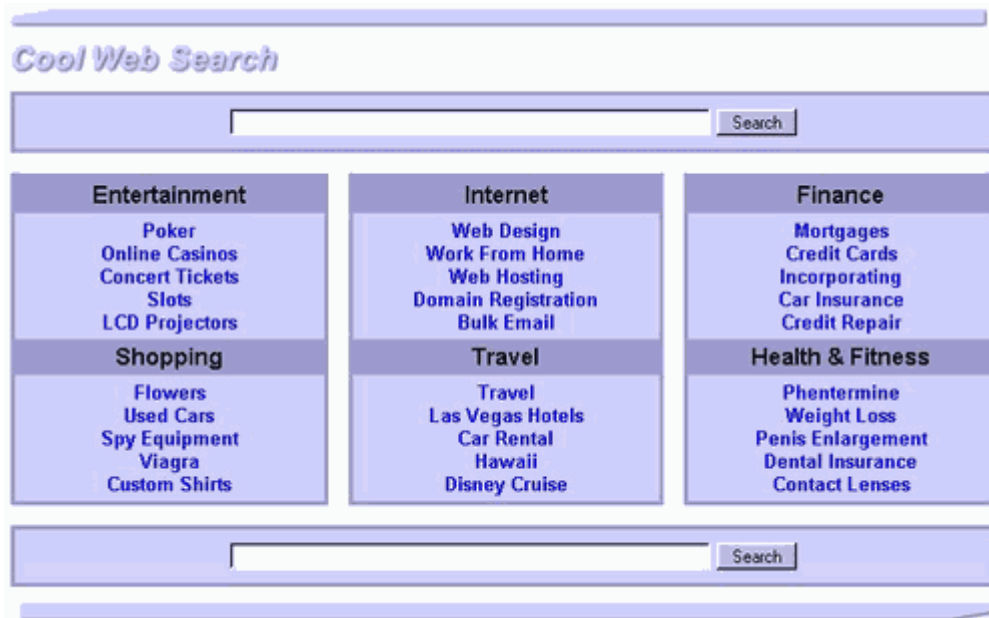 Cool Web Search
Search
Entertainment
Poker
Online Casinos
Concert Tickets
Slots
LCD Projectors
Shopping
Flowers
Used Cars
Spy Equipment
Viagra
Custom Shirts
Internet
Web Design
Work From Home
Web Hosting
Domain Registration
Bulk Email
Travel
Travel
Las Vegas Hotels
Car Rental
Hawaii
Disney Cruise
Finance
Mortgages
Credit Cards
Incorporating
Car Insurance
Credit Repair
Health & Fitness
Phentermine
Weight Loss
Penis Enlargement
Dental Insurance
Contact Lenses
Search